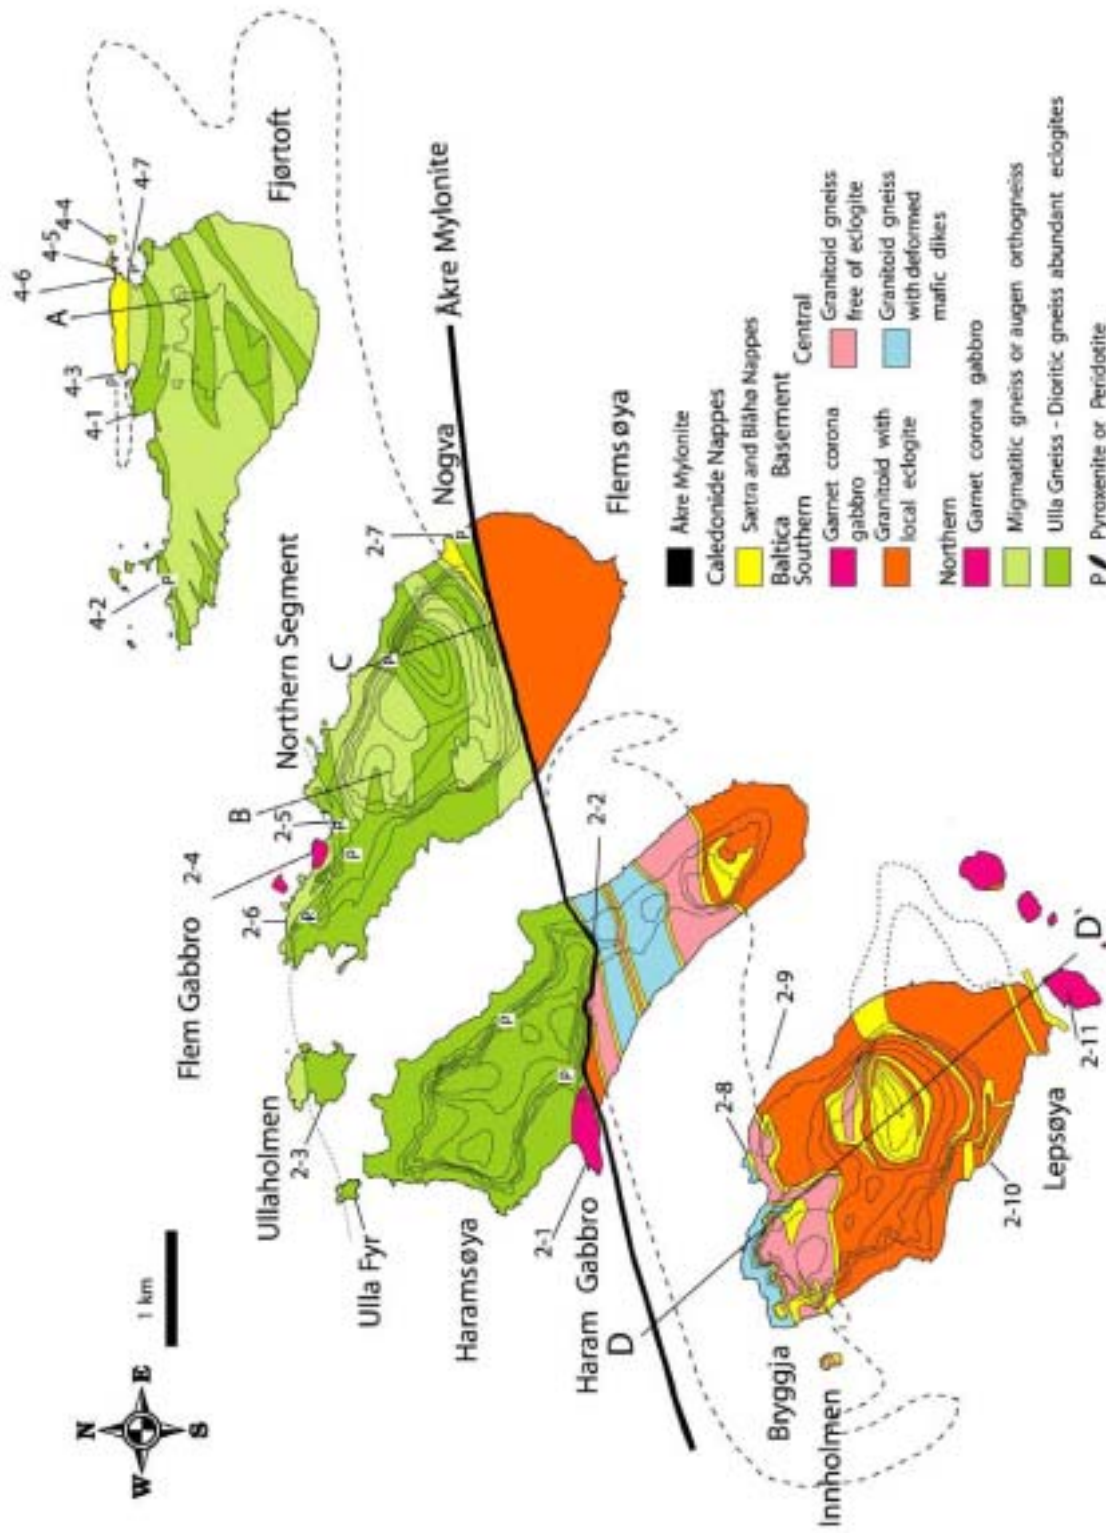 N
W
E
S
1 km
4-6
4-5
4-4
A
4-3
4-7
4-1
4-2
P
P
P
Fjørtoft
Åkre Mylonite
Nogva
2-7
P
Northern Segment
C
P
B
2-5
P
P
Flem Gabbro
2-4
2-6
P
Flemsøya
Ullaholmen
2-3
Ulla Fyr
Haramsøya
P
P
2-2
2-1
Haram Gabbro
D
2-9
2-8
Bryggja
Innholmen
2-10
Lepsøya
2-11
D'
Åkre Mylonite
Caledonide Nappes
Sætra and Blåhø Nappes
Baltica Basement
Southern
Garnet corona
gabbro
Granitoid with
local eclogite
Central
Granitoid gneiss
free of eclogite
Granitoid gneiss
with deformed
mafic dikes
Northern
Garnet corona gabbro
Migmatitic gneiss or augen orthogneiss
Ulla Gneiss - Dioritic gneiss abundant eclogites
P Pyroxenite or Peridotite